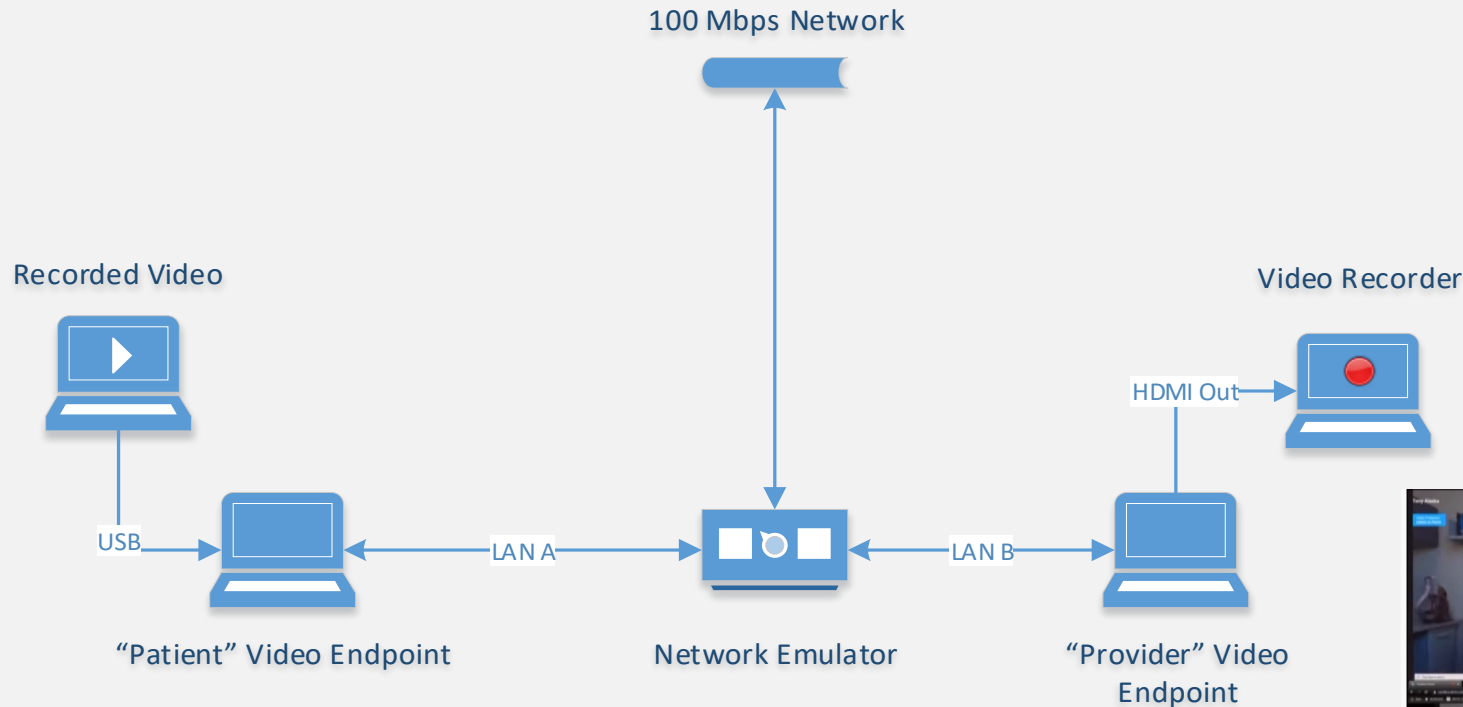 100 Mbps Network
Recorded Video
Video Recorder
HDMI Out
USB
LAN A
LAN B
“Patient” Video Endpoint
Network Emulator
“Provider” Video
Endpoint